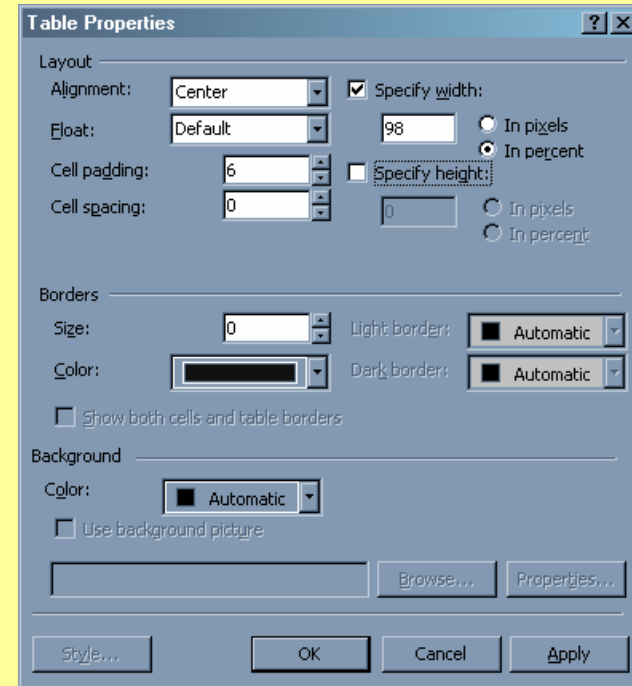 Table Properties
Layout
Alignment: Center Specify width:
Float: Default 98 In pixels
In percent
Cell padding: 6 Specify height:
Cell spacing: 0 0 In pixels
In percent
Borders
Size: 0 Light border: Automatic
Color: Dark border: Automatic
Show both cells and table borders
Background
Color: Automatic
Use background picture
Browse... Properties...
Style... OK Cancel Apply